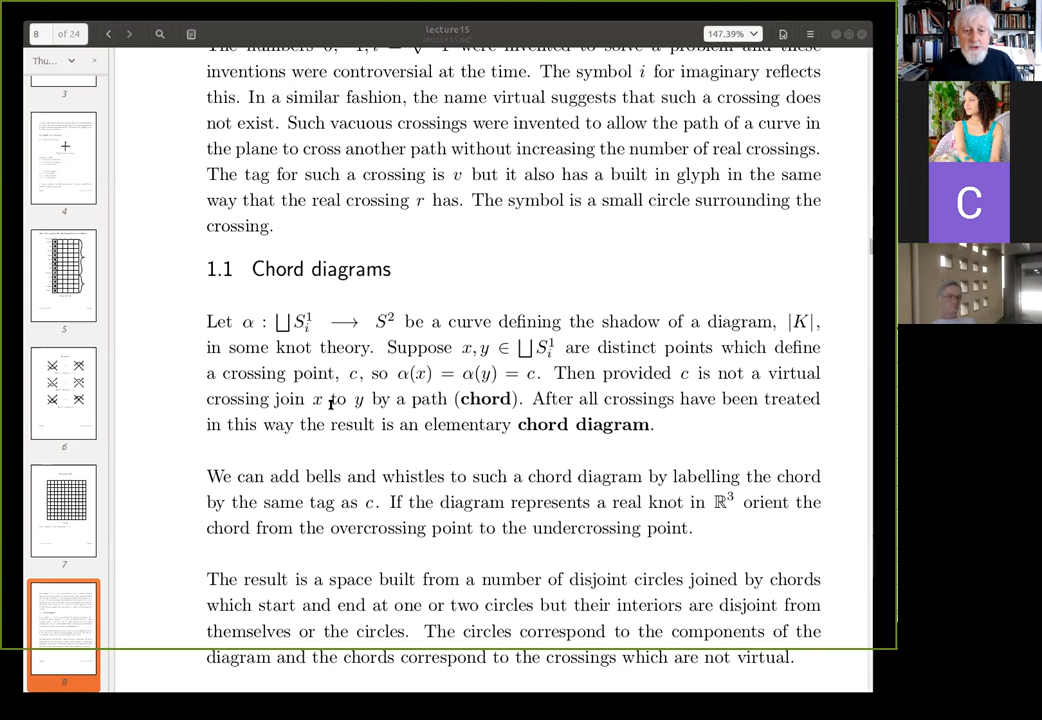 8
of 24
lecture15
lecture15.pdf
147.39%
Thu...
3
4
5
6
7
8
inventions were controversial at the time. The symbol i for imaginary reflects
this. In a similar fashion, the name virtual suggests that such a crossing does
not exist. Such vacuous crossings were invented to allow the path of a curve in
the plane to cross another path without increasing the number of real crossings.
The tag for such a crossing is v but it also has a built in glyph in the same
way that the real crossing r has. The symbol is a small circle surrounding the
crossing.
1.1 Chord diagrams
Let α : ⨆S¹ᵢ ⟶ S² be a curve defining the shadow of a diagram, |K|,
in some knot theory. Suppose x, y ∈ ⨆S¹ᵢ are distinct points which define
a crossing point, c, so α(x) = α(y) = c. Then provided c is not a virtual
crossing join x to y by a path (chord). After all crossings have been treated
in this way the result is an elementary chord diagram.
We can add bells and whistles to such a chord diagram by labelling the chord
by the same tag as c. If the diagram represents a real knot in ℝ³ orient the
chord from the overcrossing point to the undercrossing point.
The result is a space built from a number of disjoint circles joined by chords
which start and end at one or two circles but their interiors are disjoint from
themselves or the circles. The circles correspond to the components of the
diagram and the chords correspond to the crossings which are not virtual.
C